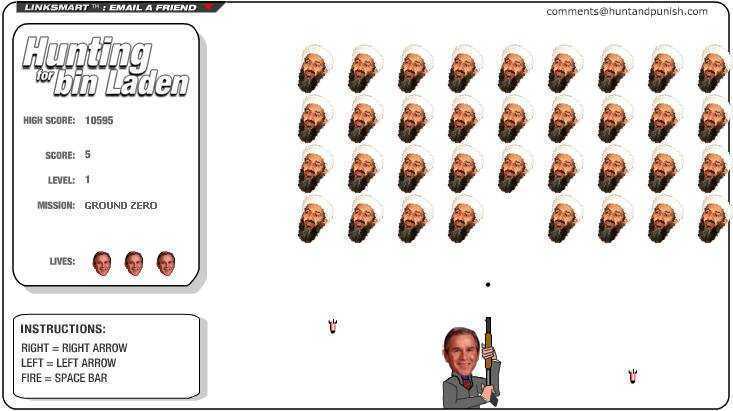 LINKSMART ™ : EMAIL A FRIEND
comments@huntandpunish.com
Hunting
for bin Laden
HIGH SCORE: 10595
SCORE: 5
LEVEL: 1
MISSION: GROUND ZERO
LIVES:
INSTRUCTIONS:
RIGHT = RIGHT ARROW
LEFT = LEFT ARROW
FIRE = SPACE BAR